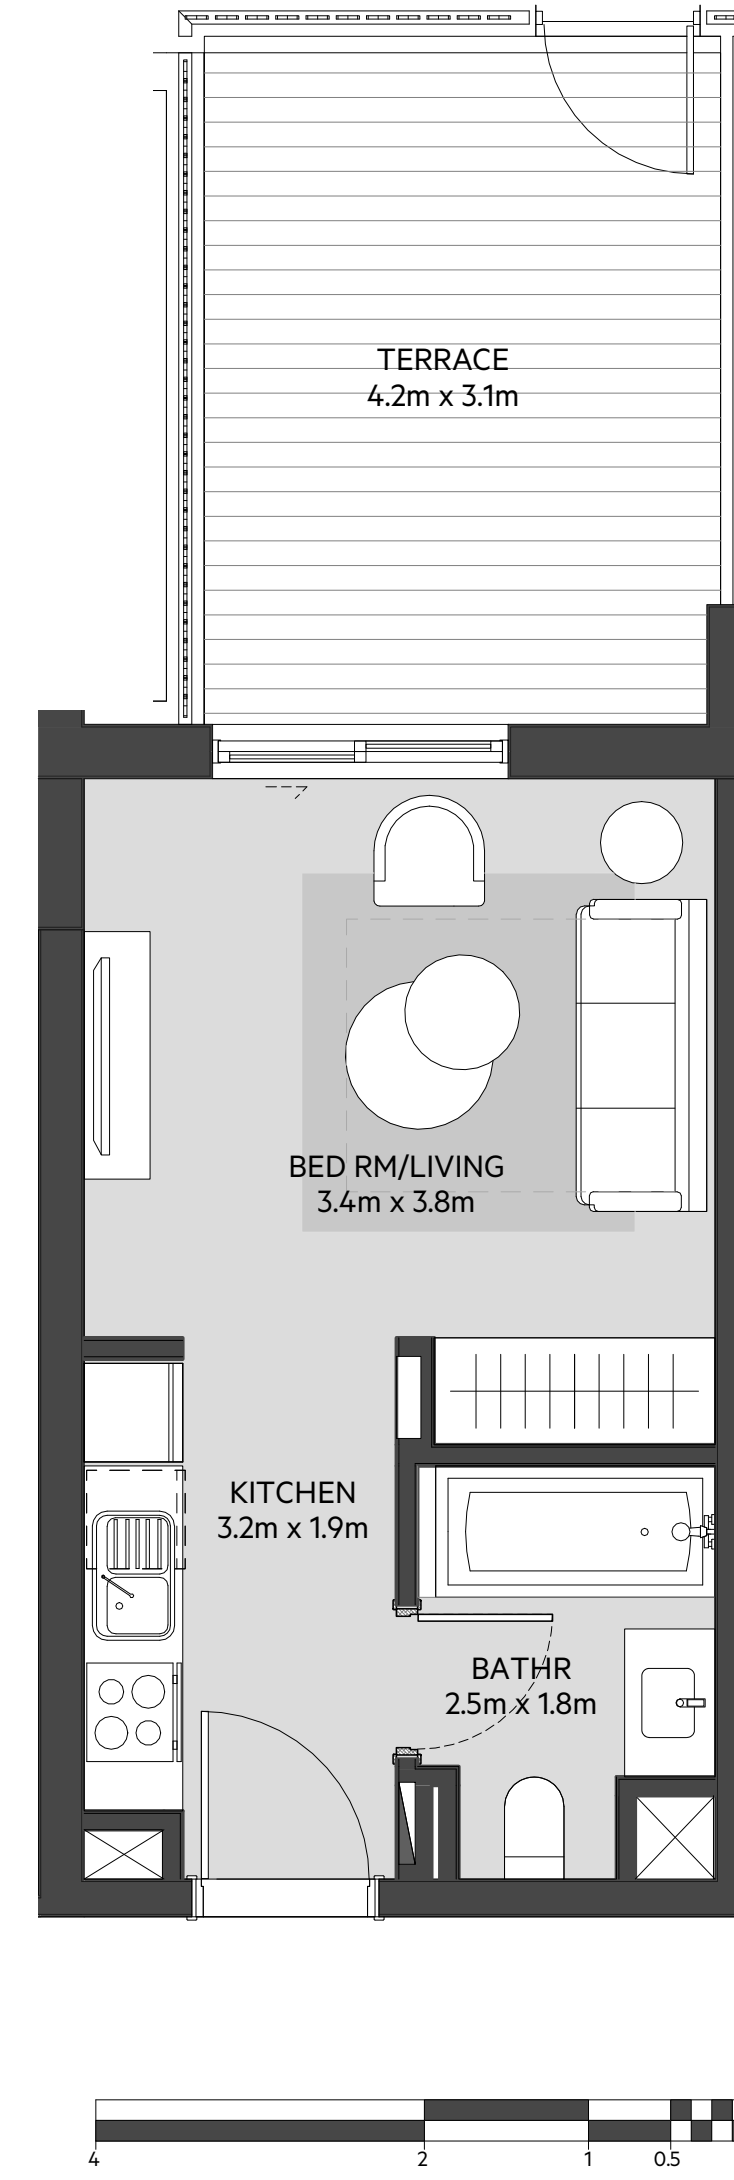 TERRACE
4.2m x 3.1m
BED RM/LIVING
3.4m x 3.8m
KITCHEN
3.2m x 1.9m
BATHR
2.5m x 1.8m
4 2 1 0.5